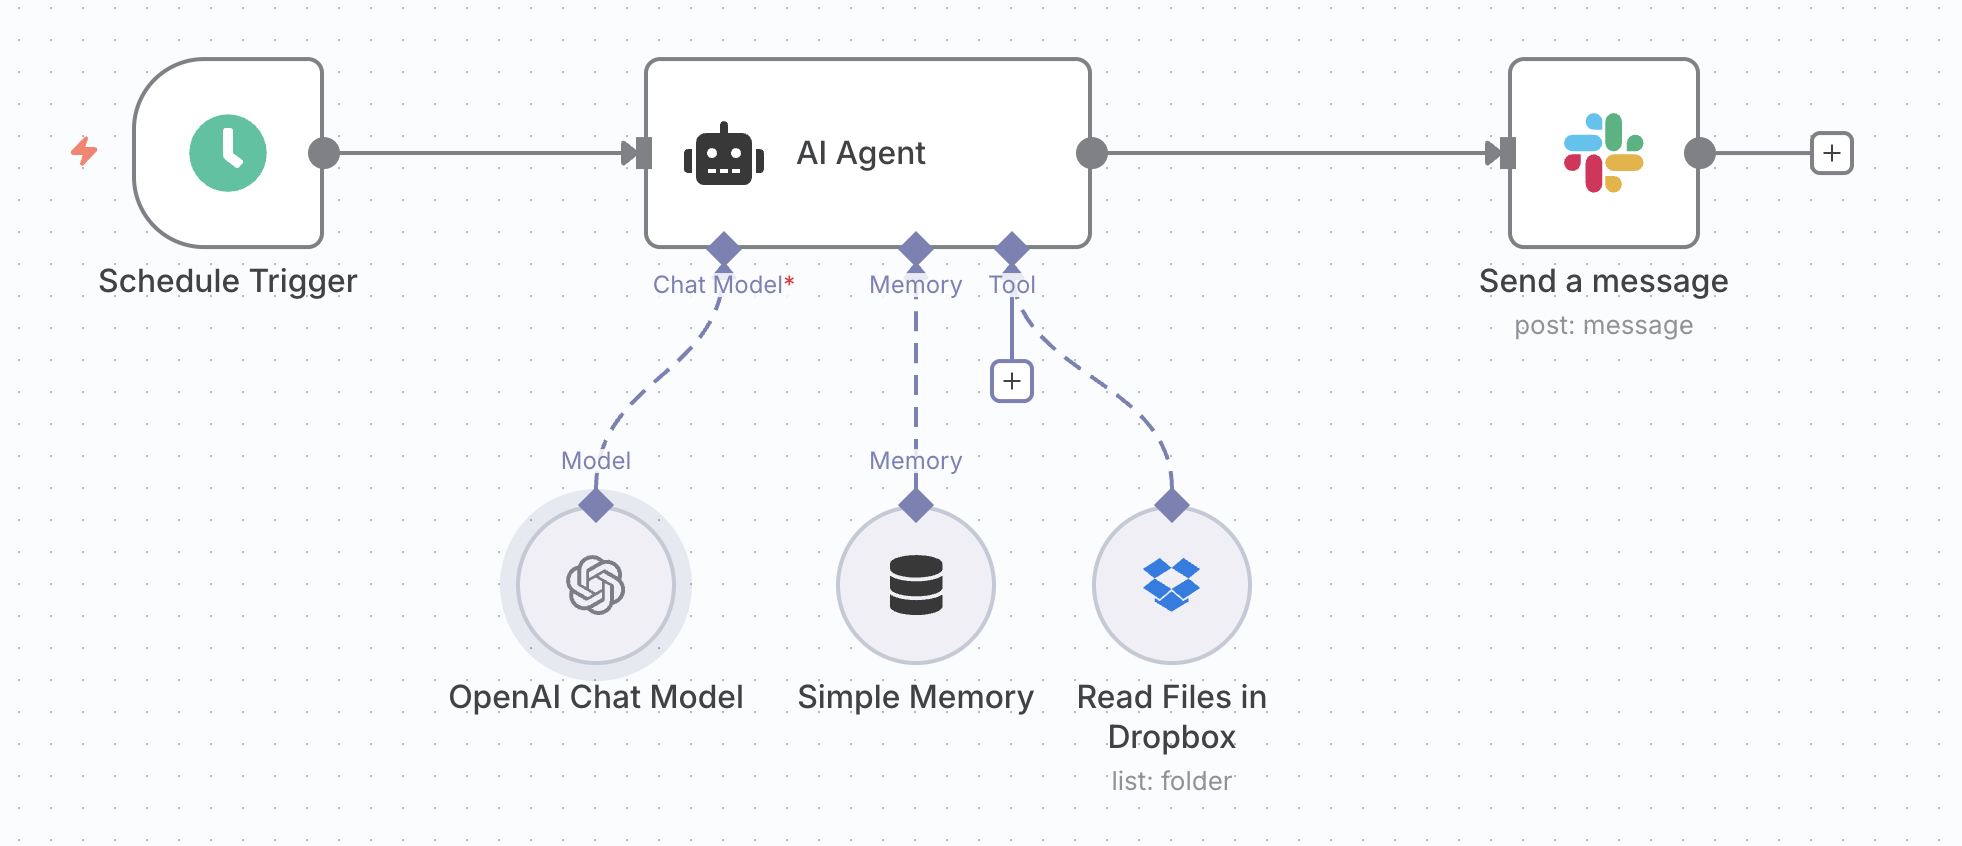 AI Agent
Schedule Trigger
Chat Model*
Memory
Tool
Send a message
post: message
Model
Memory
OpenAI Chat Model
Simple Memory
Read Files in
Dropbox
list: folder